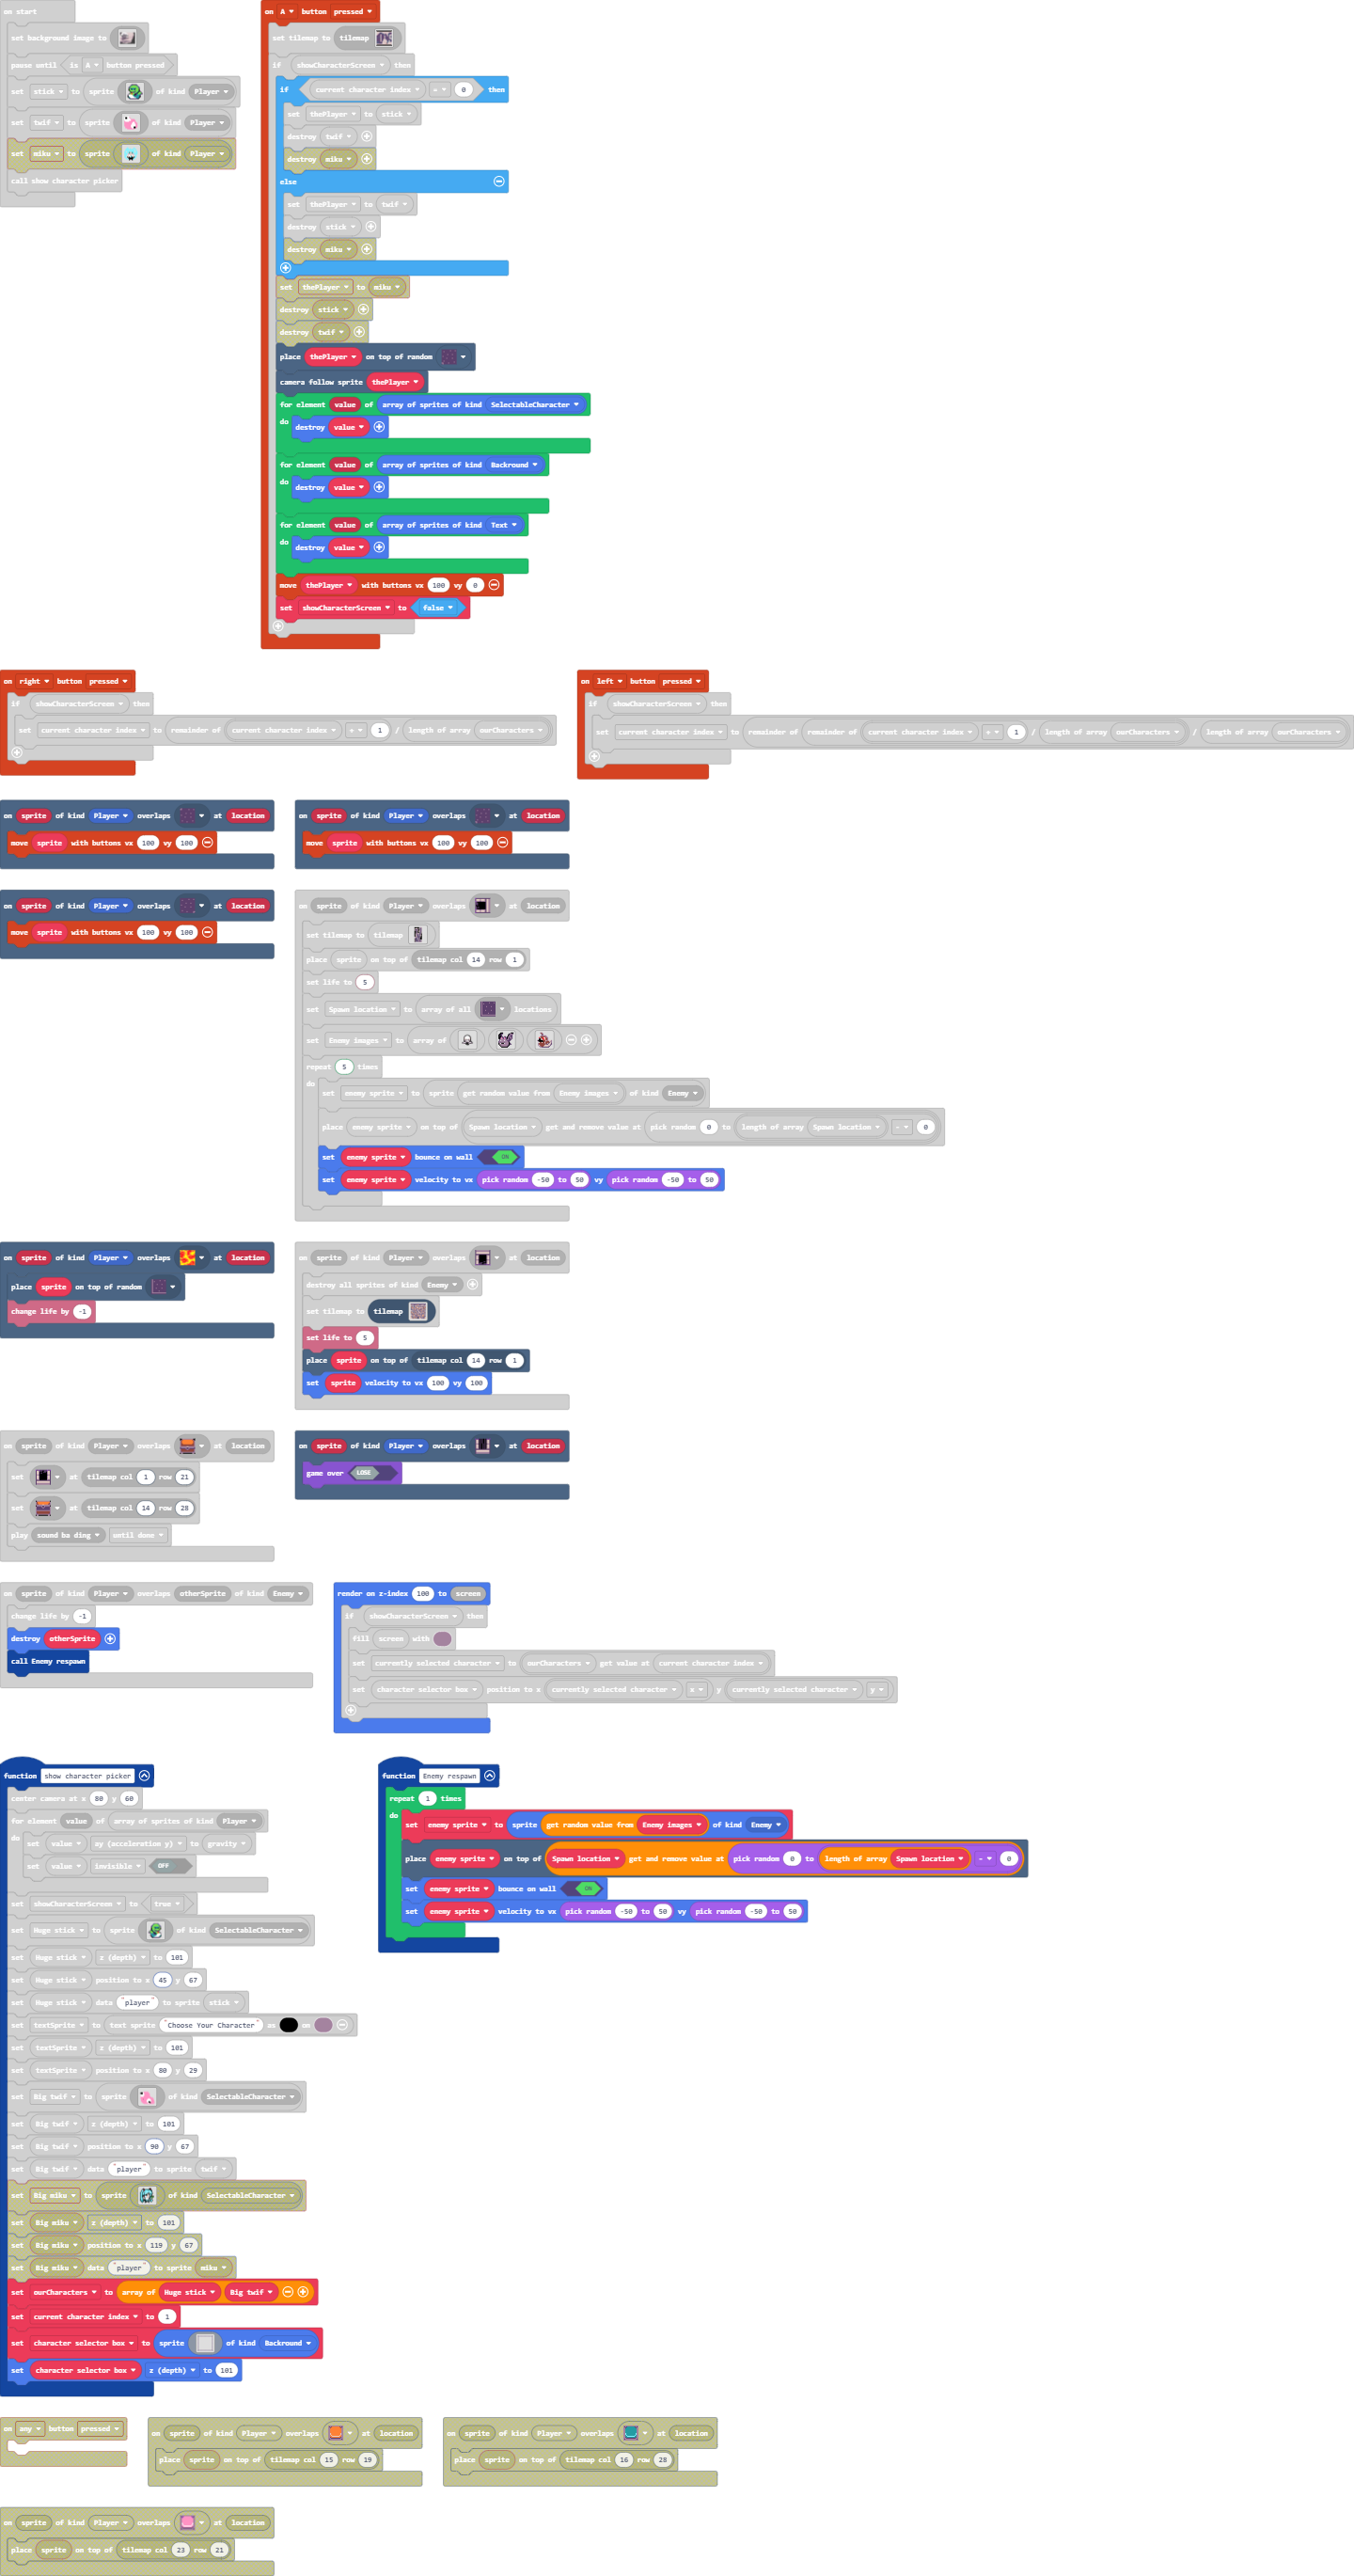 on start
set background image to
pause until is A button pressed
set stick to sprite of kind Player
set twif to sprite of kind Player
set miku to sprite of kind Player
call show character picker
on A button pressed
set tilemap to tilemap
if showCharacterScreen then
if current character index = 0 then
set thePlayer to stick
destroy twif
destroy miku
else
set thePlayer to twif
destroy stick
destroy miku
set thePlayer to miku
destroy stick
destroy twif
place thePlayer on top of random
camera follow sprite thePlayer
for element value of array of sprites of kind SelectableCharacter
do destroy value
for element value of array of sprites of kind Backround
do destroy value
for element value of array of sprites of kind Text
do destroy value
move thePlayer with buttons vx 100 vy 0
set showCharacterScreen to false
on right button pressed
if showCharacterScreen then
set current character index to remainder of current character index + 1 / length of array ourCharacters
on left button pressed
if showCharacterScreen then
set current character index to remainder of remainder of current character index + 1 / length of array ourCharacters / length of array ourCharacters
on sprite of kind Player overlaps at location
move sprite with buttons vx 100 vy 100
on sprite of kind Player overlaps at location
move sprite with buttons vx 100 vy 100
on sprite of kind Player overlaps at location
move sprite with buttons vx 100 vy 100
on sprite of kind Player overlaps at location
set tilemap to tilemap
place sprite on top of tilemap col 14 row 1
set life to 5
set Spawn location to array of all locations
set Enemy images to array of
repeat 5 times
do set enemy sprite to sprite get random value from Enemy images of kind Enemy
place enemy sprite on top of Spawn location get and remove value at pick random 0 to length of array Spawn location - 0
set enemy sprite bounce on wall ON
set enemy sprite velocity to vx pick random -50 to 50 vy pick random -50 to 50
on sprite of kind Player overlaps at location
place sprite on top of random
change life by -1
on sprite of kind Player overlaps at location
destroy all sprites of kind Enemy
set tilemap to tilemap
set life to 5
place sprite on top of tilemap col 14 row 1
set sprite velocity to vx 100 vy 100
on sprite of kind Player overlaps at location
set at tilemap col 1 row 21
set at tilemap col 14 row 28
play sound ba ding until done
on sprite of kind Player overlaps at location
game over LOSE
on sprite of kind Player overlaps otherSprite of kind Enemy
change life by -1
destroy otherSprite
call Enemy respawn
render on z-index 100 to screen
if showCharacterScreen then
fill screen with
set currently selected character to ourCharacters get value at current character index
set character selector box position to x currently selected character x y currently selected character y
function show character picker
center camera at x 80 y 60
for element value of array of sprites of kind Player
do set value ay (acceleration y) to gravity
set value invisible OFF
set showCharacterScreen to true
set Huge stick to sprite of kind SelectableCharacter
set Huge stick z (depth) to 101
set Huge stick position to x 45 y 67
set Huge stick data "player" to sprite stick
set textSprite to text sprite "Choose Your Character" as on
set textSprite z (depth) to 101
set textSprite position to x 80 y 29
set Big twif to sprite of kind SelectableCharacter
set Big twif z (depth) to 101
set Big twif position to x 90 y 67
set Big twif data "player" to sprite twif
set Big miku to sprite of kind SelectableCharacter
set Big miku z (depth) to 101
set Big miku position to x 119 y 67
set Big miku data "player" to sprite miku
set ourCharacters to array of Huge stick Big twif
set current character index to 1
set character selector box to sprite of kind Backround
set character selector box z (depth) to 101
function Enemy respawn
repeat 1 times
do set enemy sprite to sprite get random value from Enemy images of kind Enemy
place enemy sprite on top of Spawn location get and remove value at pick random 0 to length of array Spawn location - 0
set enemy sprite bounce on wall ON
set enemy sprite velocity to vx pick random -50 to 50 vy pick random -50 to 50
on any button pressed
on sprite of kind Player overlaps at location
place sprite on top of tilemap col 15 row 19
on sprite of kind Player overlaps at location
place sprite on top of tilemap col 16 row 28
on sprite of kind Player overlaps at location
place sprite on top of tilemap col 23 row 21